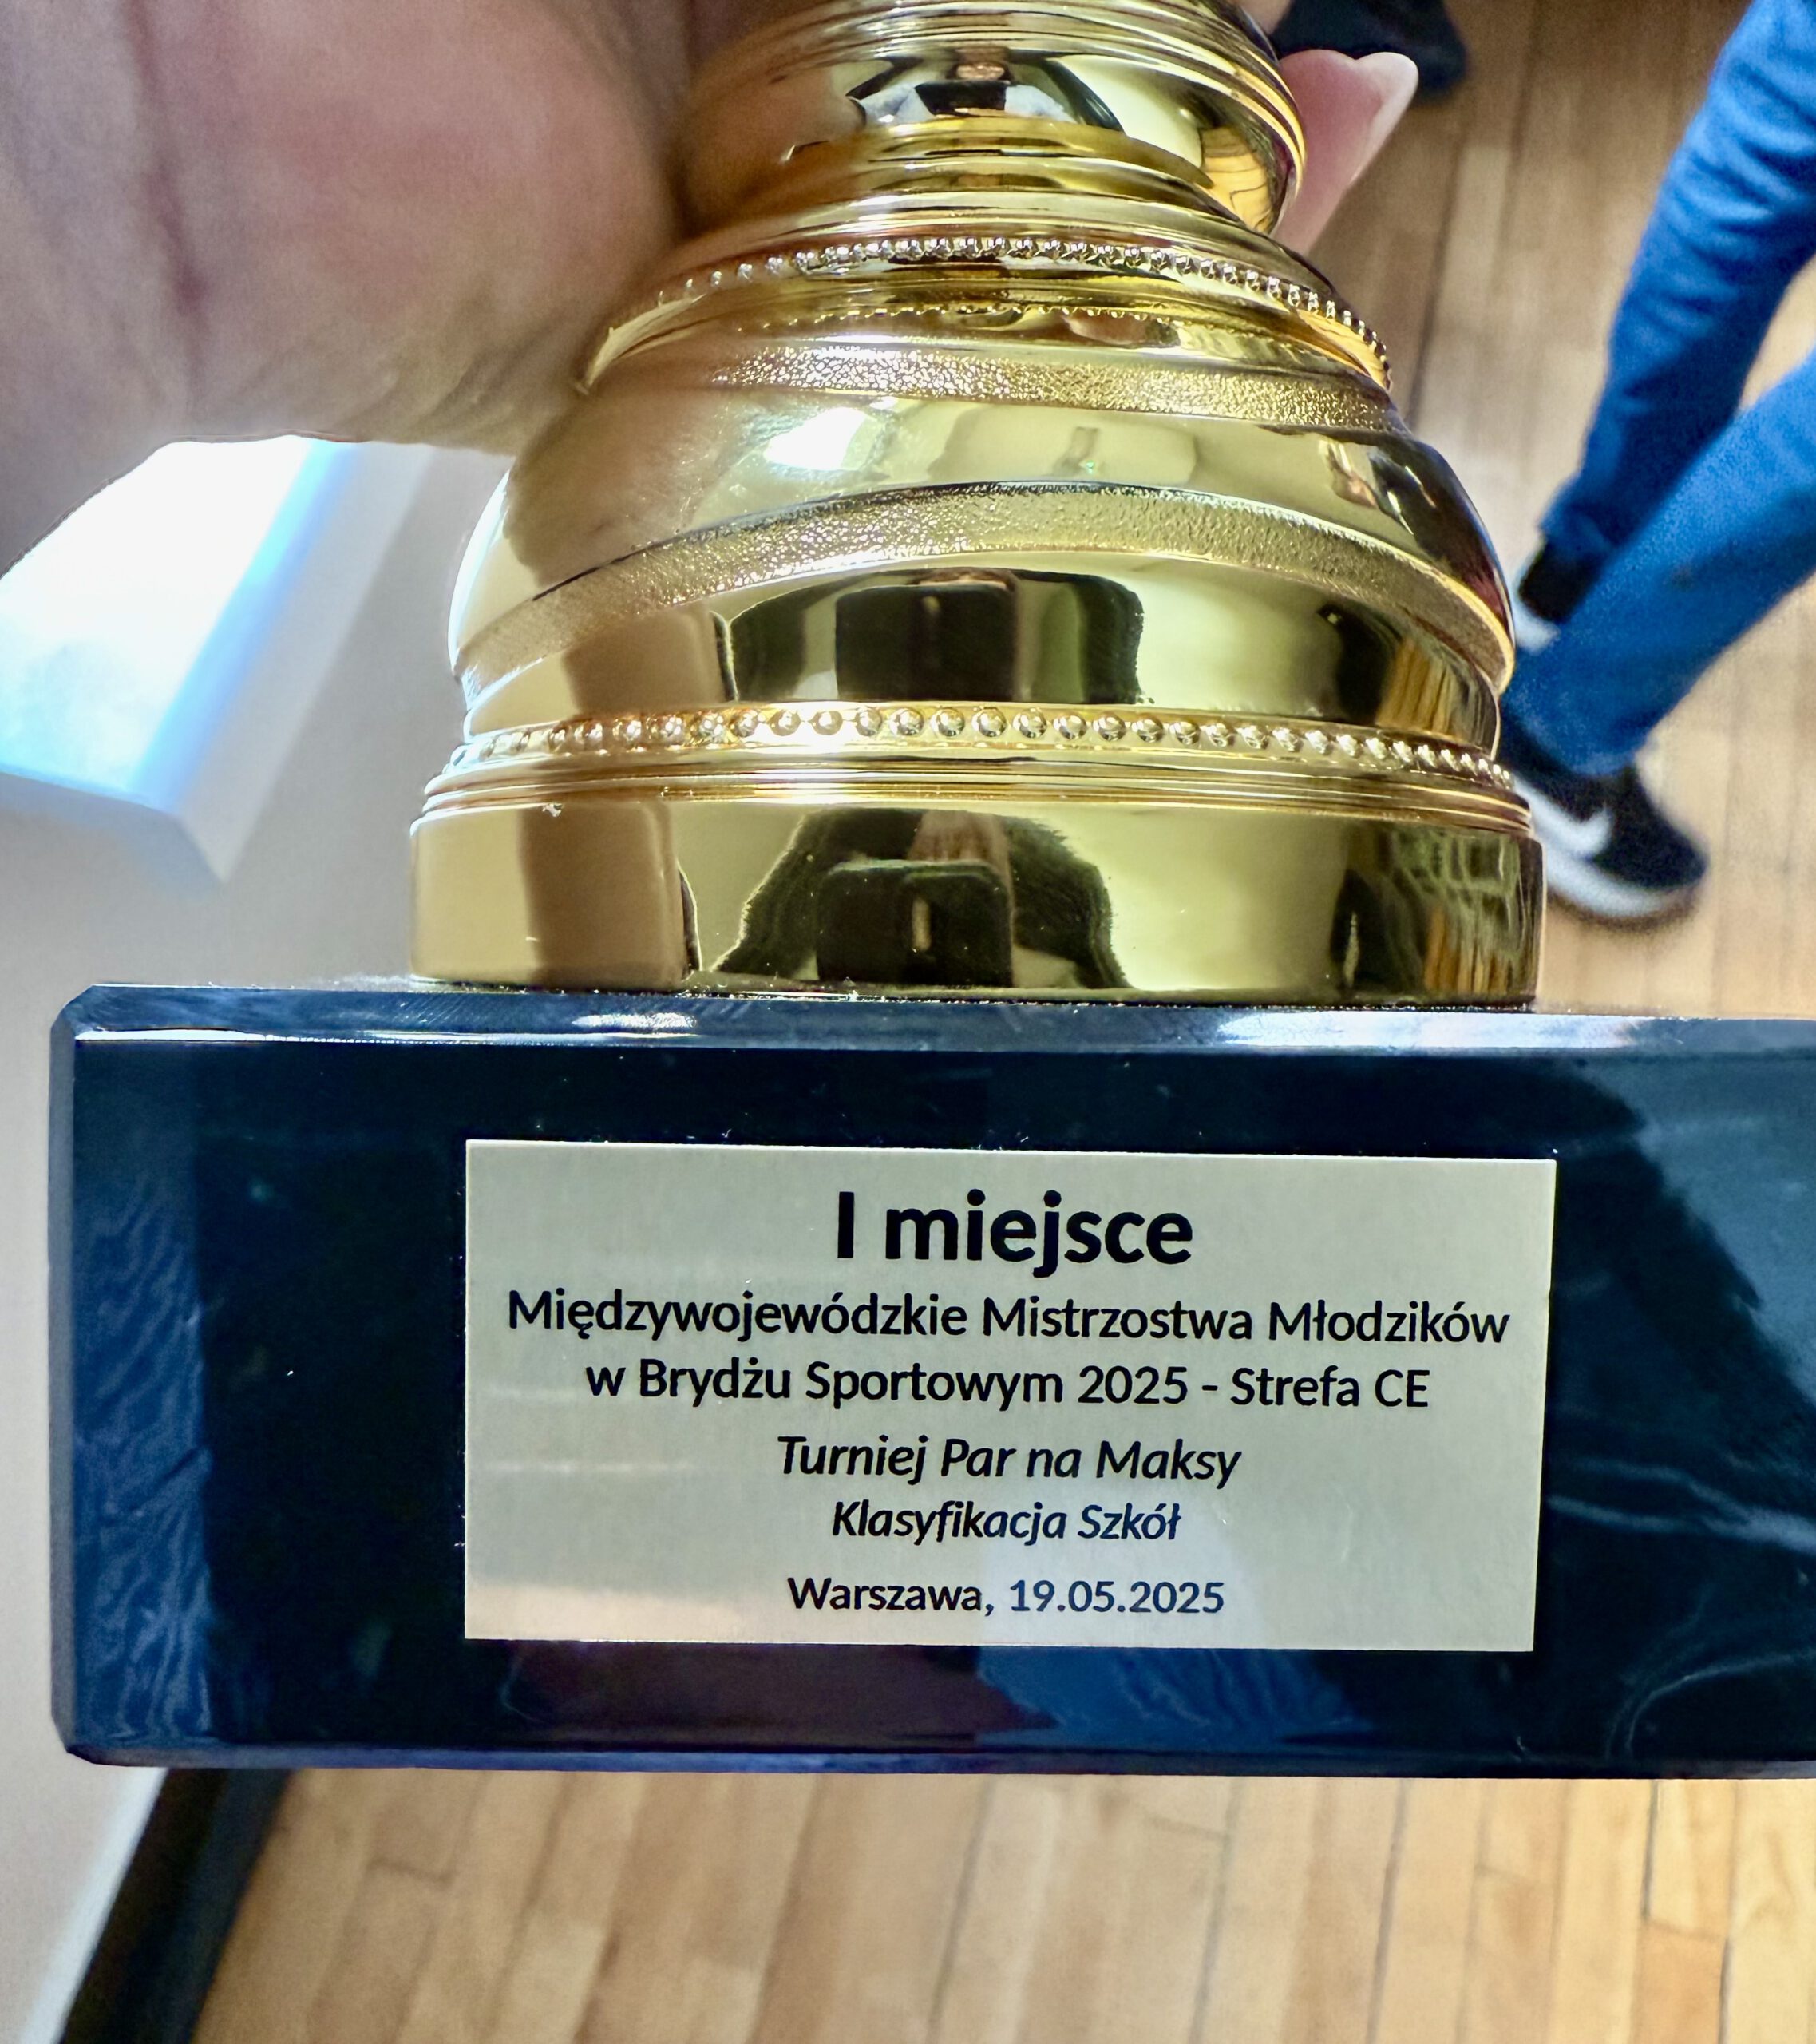 I miejsce
Międzywojewódzkie Mistrzostwa Młodzików
w Brydżu Sportowym 2025 - Strefa CE
Turniej Par na Maksy
Klasyfikacja Szkół
Warszawa, 19.05.2025